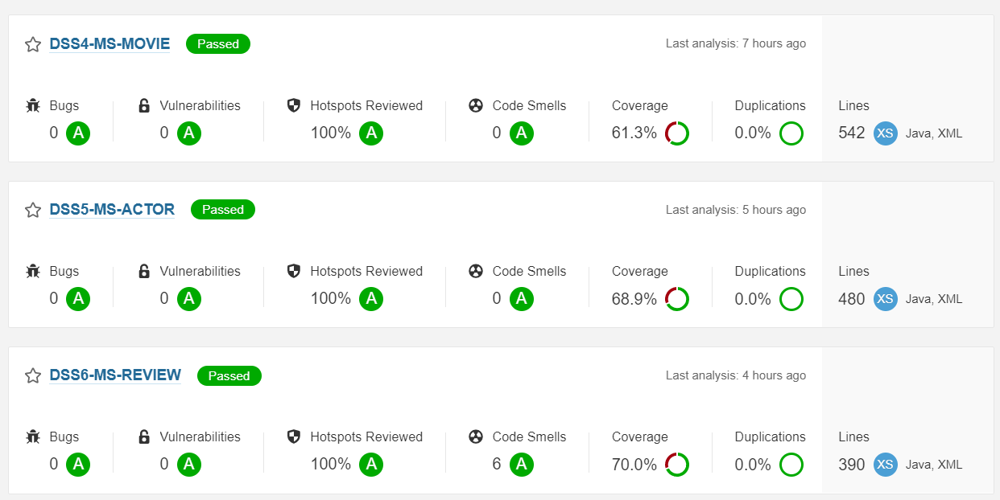 DSS4-MS-MOVIE Passed Last analysis: 7 hours ago
Bugs Vulnerabilities Hotspots Reviewed Code Smells Coverage Duplications Lines
0 A 0 A 100% A 0 A 61.3% 0.0% 542 XS Java, XML
DSS5-MS-ACTOR Passed Last analysis: 5 hours ago
Bugs Vulnerabilities Hotspots Reviewed Code Smells Coverage Duplications Lines
0 A 0 A 100% A 0 A 68.9% 0.0% 480 XS Java, XML
DSS6-MS-REVIEW Passed Last analysis: 4 hours ago
Bugs Vulnerabilities Hotspots Reviewed Code Smells Coverage Duplications Lines
0 A 0 A 100% A 6 A 70.0% 0.0% 390 XS Java, XML